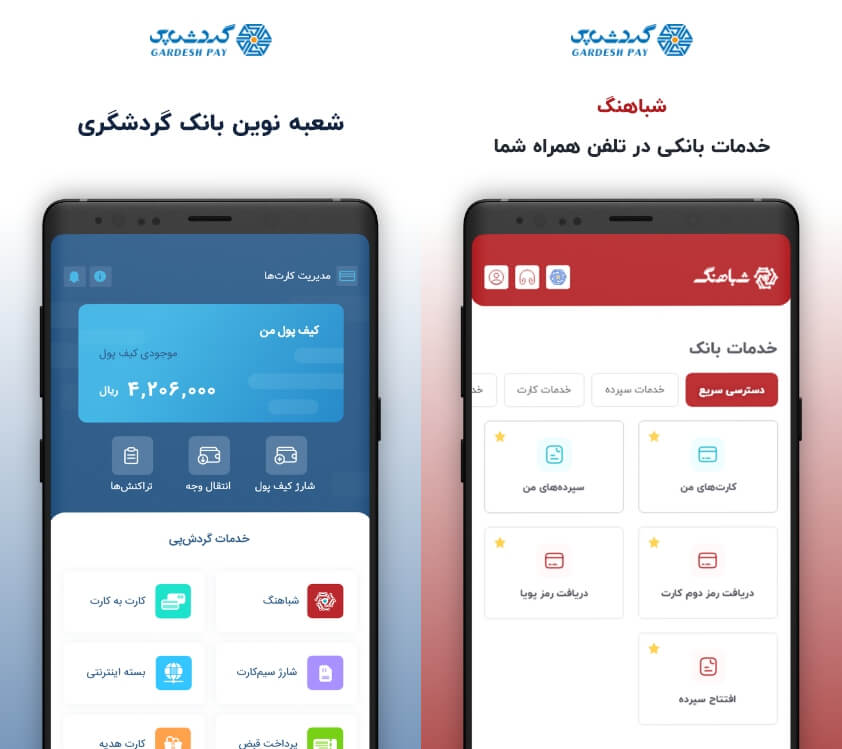 گردش‌پی
GARDESH PAY
شعبه نوین بانک گردشگری
مدیریت کارت‌ها
کیف پول من
موجودی کیف پول
۴,۲۰۶,۰۰۰ ریال
شارژ کیف پول
انتقال وجه
تراکنش‌ها
خدمات گردش‌پی
شباهنگ
کارت به کارت
شارژ سیم‌کارت
بسته اینترنتی
پرداخت قبض
کارت هدیه
گردش‌پی
GARDESH PAY
شباهنگ
خدمات بانکی در تلفن همراه شما
شباهنگ
خدمات بانک
دسترسی سریع
خدمات سپرده
خدمات کارت
خد
کارت‌های من
سپرده‌های من
دریافت رمز دوم کارت
دریافت رمز پویا
افتتاح سپرده